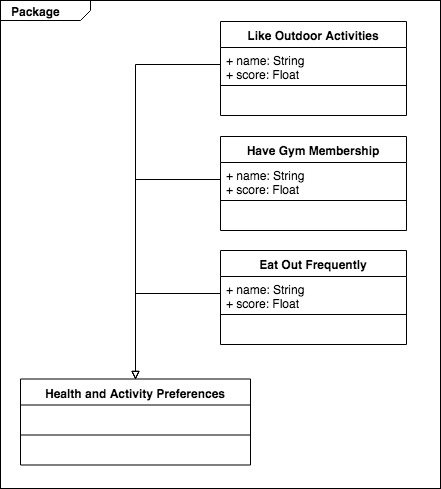 Package
Like Outdoor Activities
+ name: String
+ score: Float
Have Gym Membership
+ name: String
+ score: Float
Eat Out Frequently
+ name: String
+ score: Float
Health and Activity Preferences